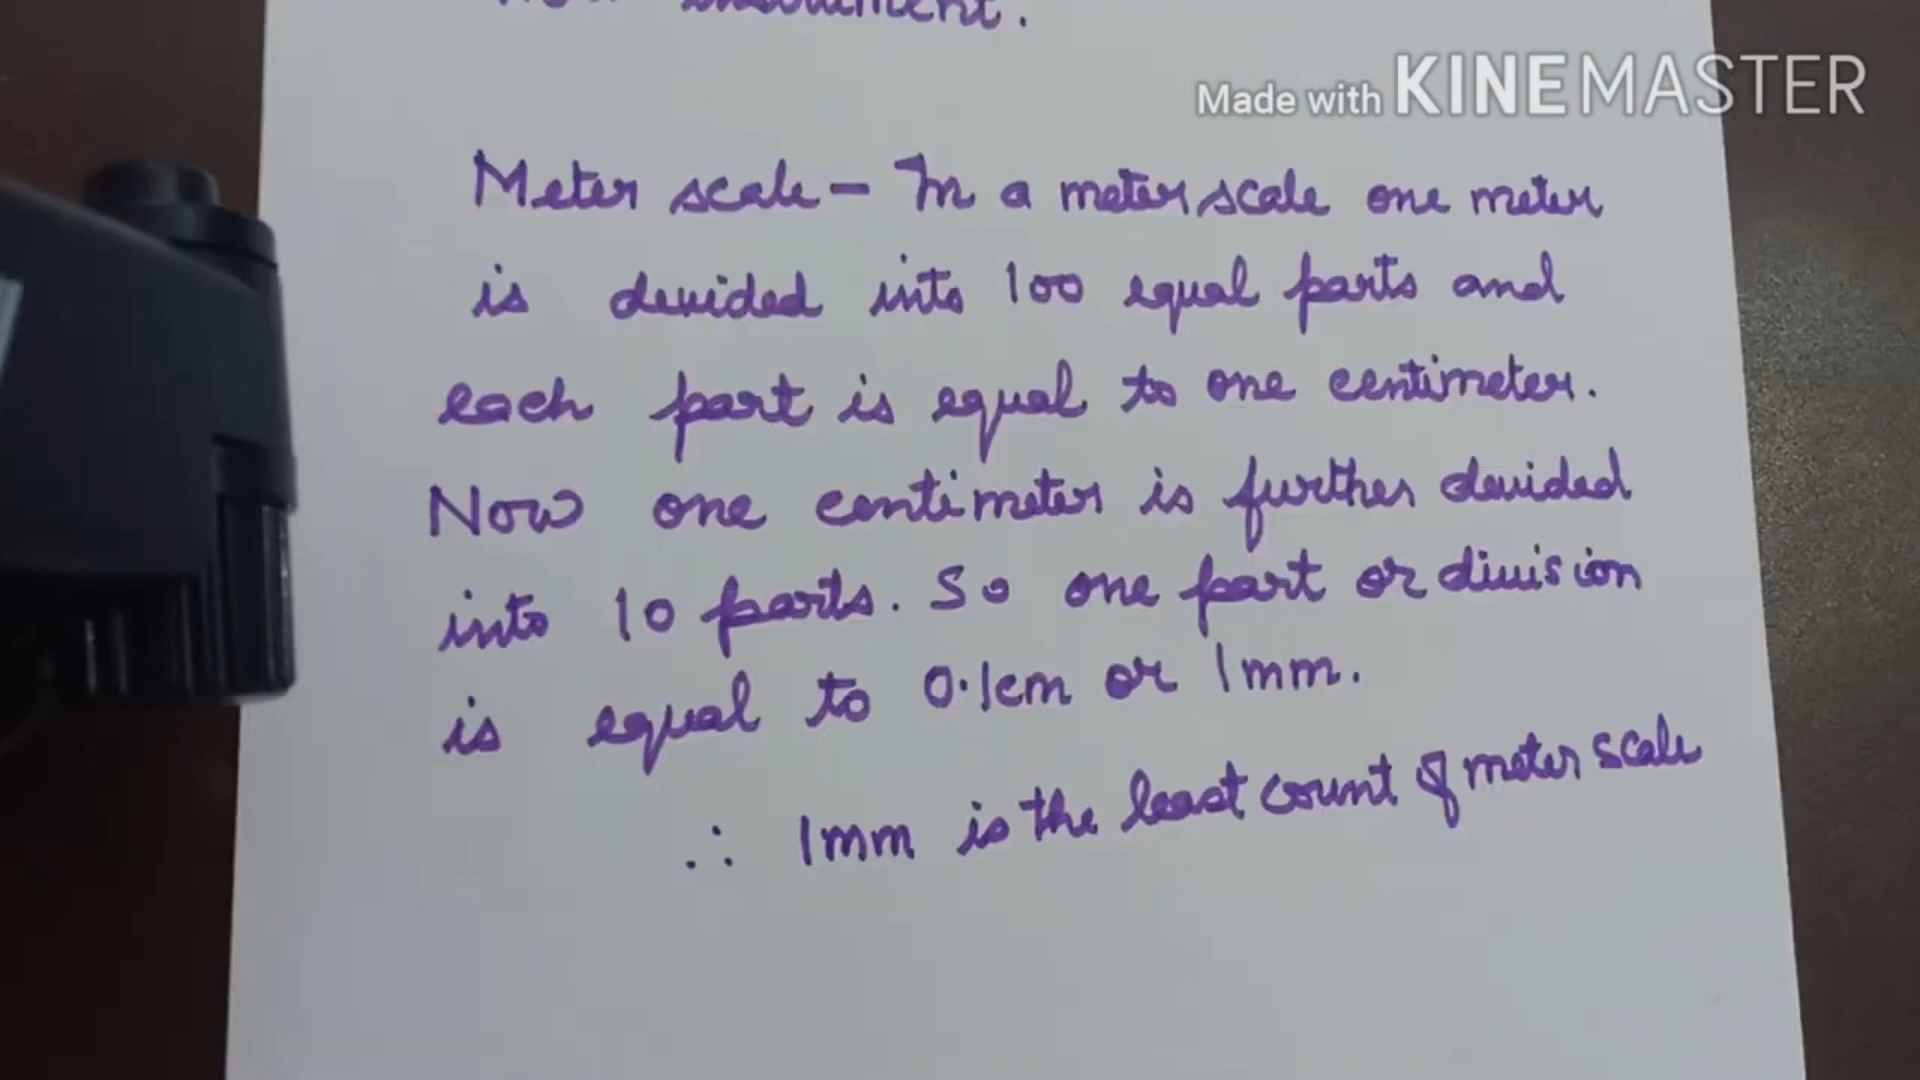 instrument.
Made with KINEMASTER
Meter scale - In a meter scale one meter
is devided into 100 equal parts and
each part is equal to one centimeter.
Now one centimeter is further devided
into 10 parts. So one part or division
is equal to 0.1cm or 1mm.
∴ 1mm is the least count of meter scale